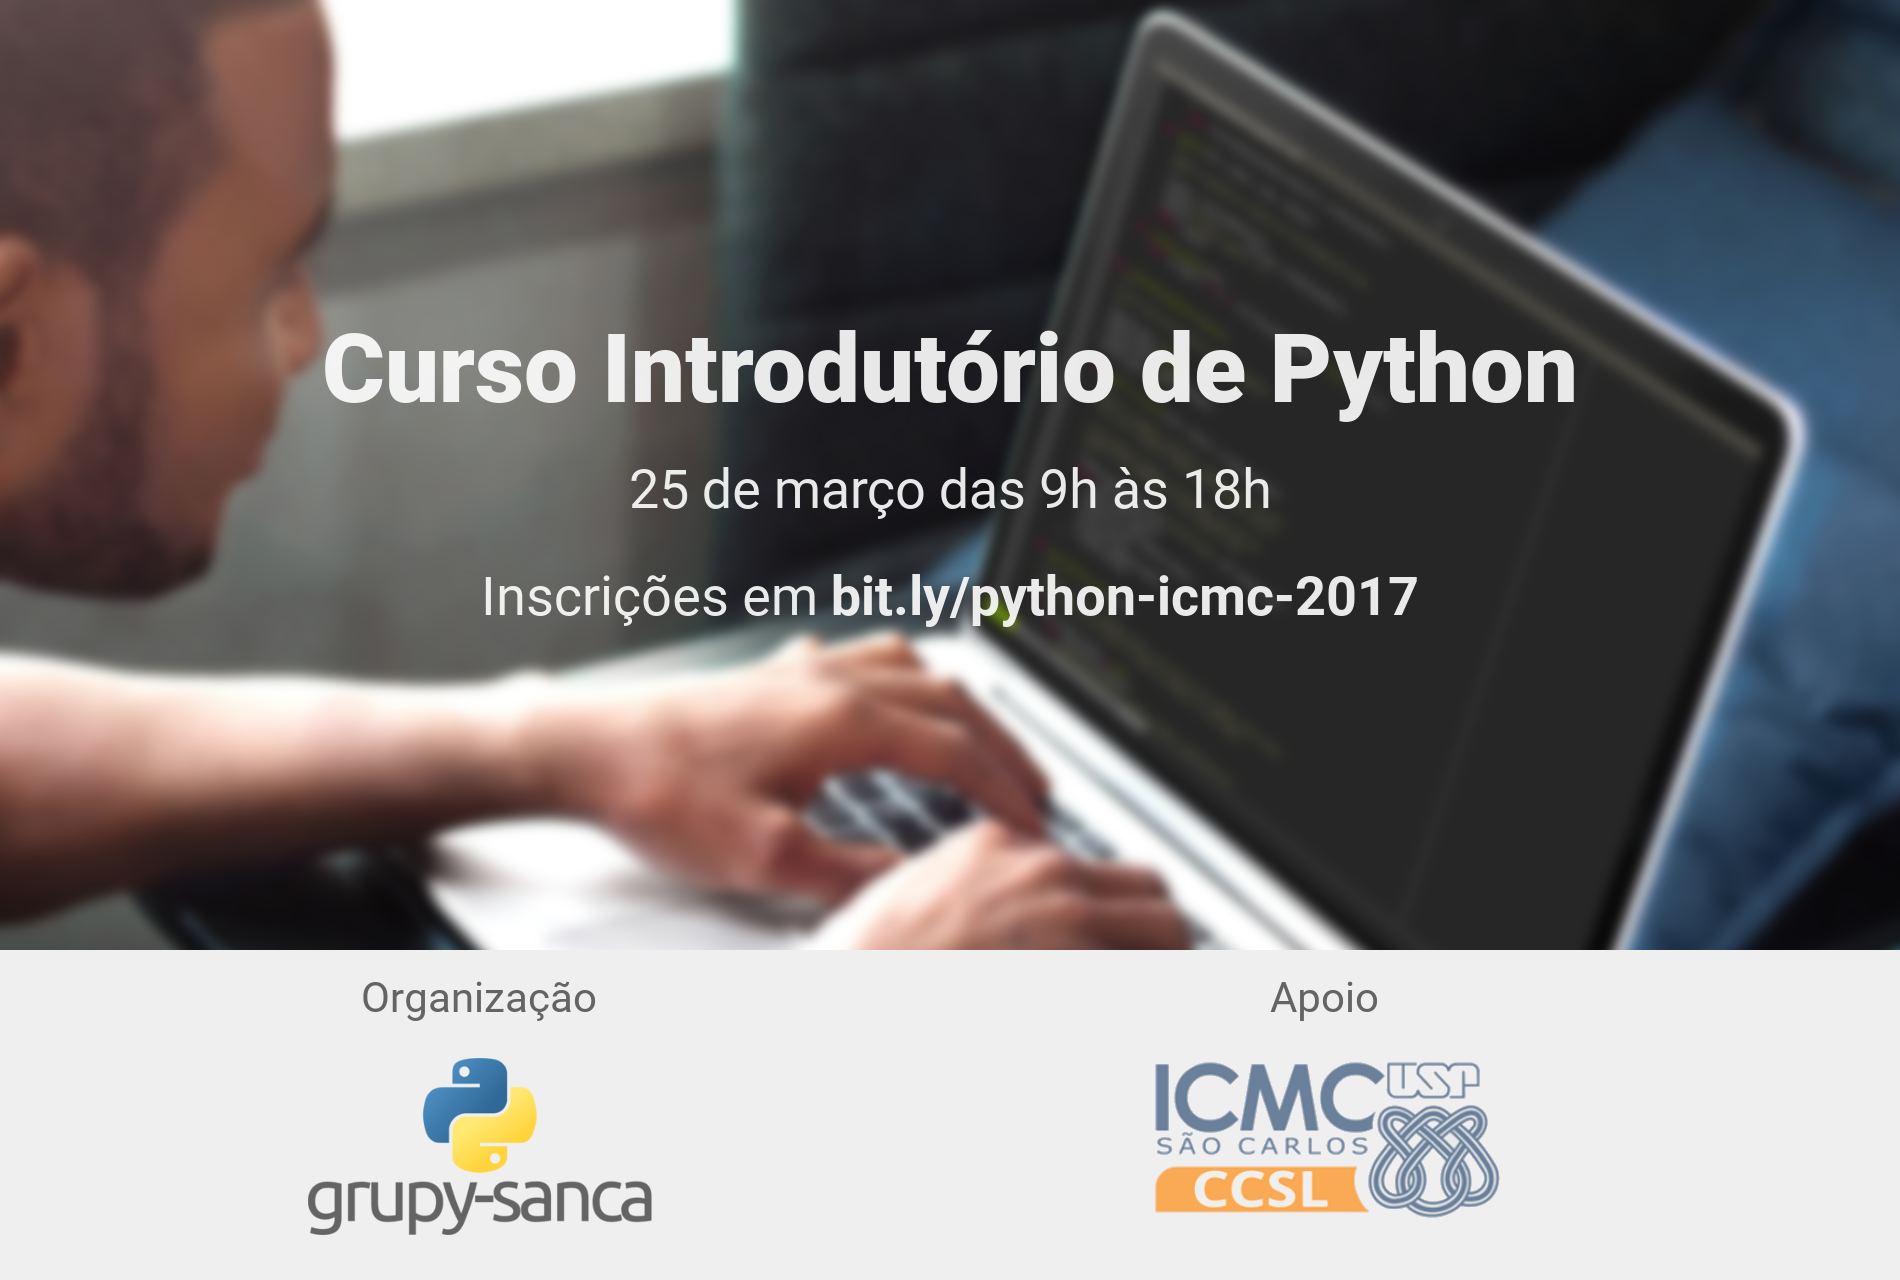 Curso Introdutório de Python
25 de março das 9h às 18h
Inscrições em bit.ly/python-icmc-2017
Organização
Apoio
grupy-sanca
ICMC USP
SÃO CARLOS
CCSL